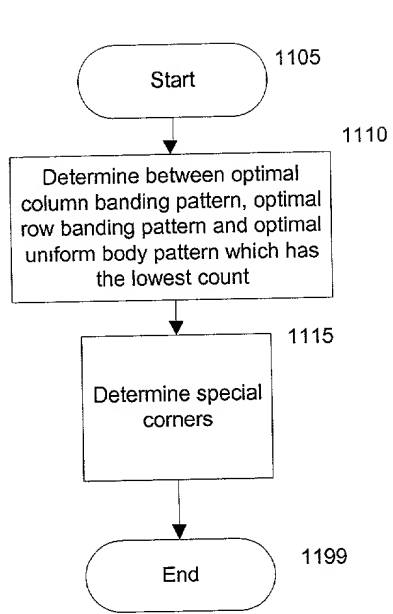 1105
Start
1110
Determine between optimal
column banding pattern, optimal
row banding pattern and optimal
uniform body pattern which has
the lowest count
1115
Determine special
corners
1199
End